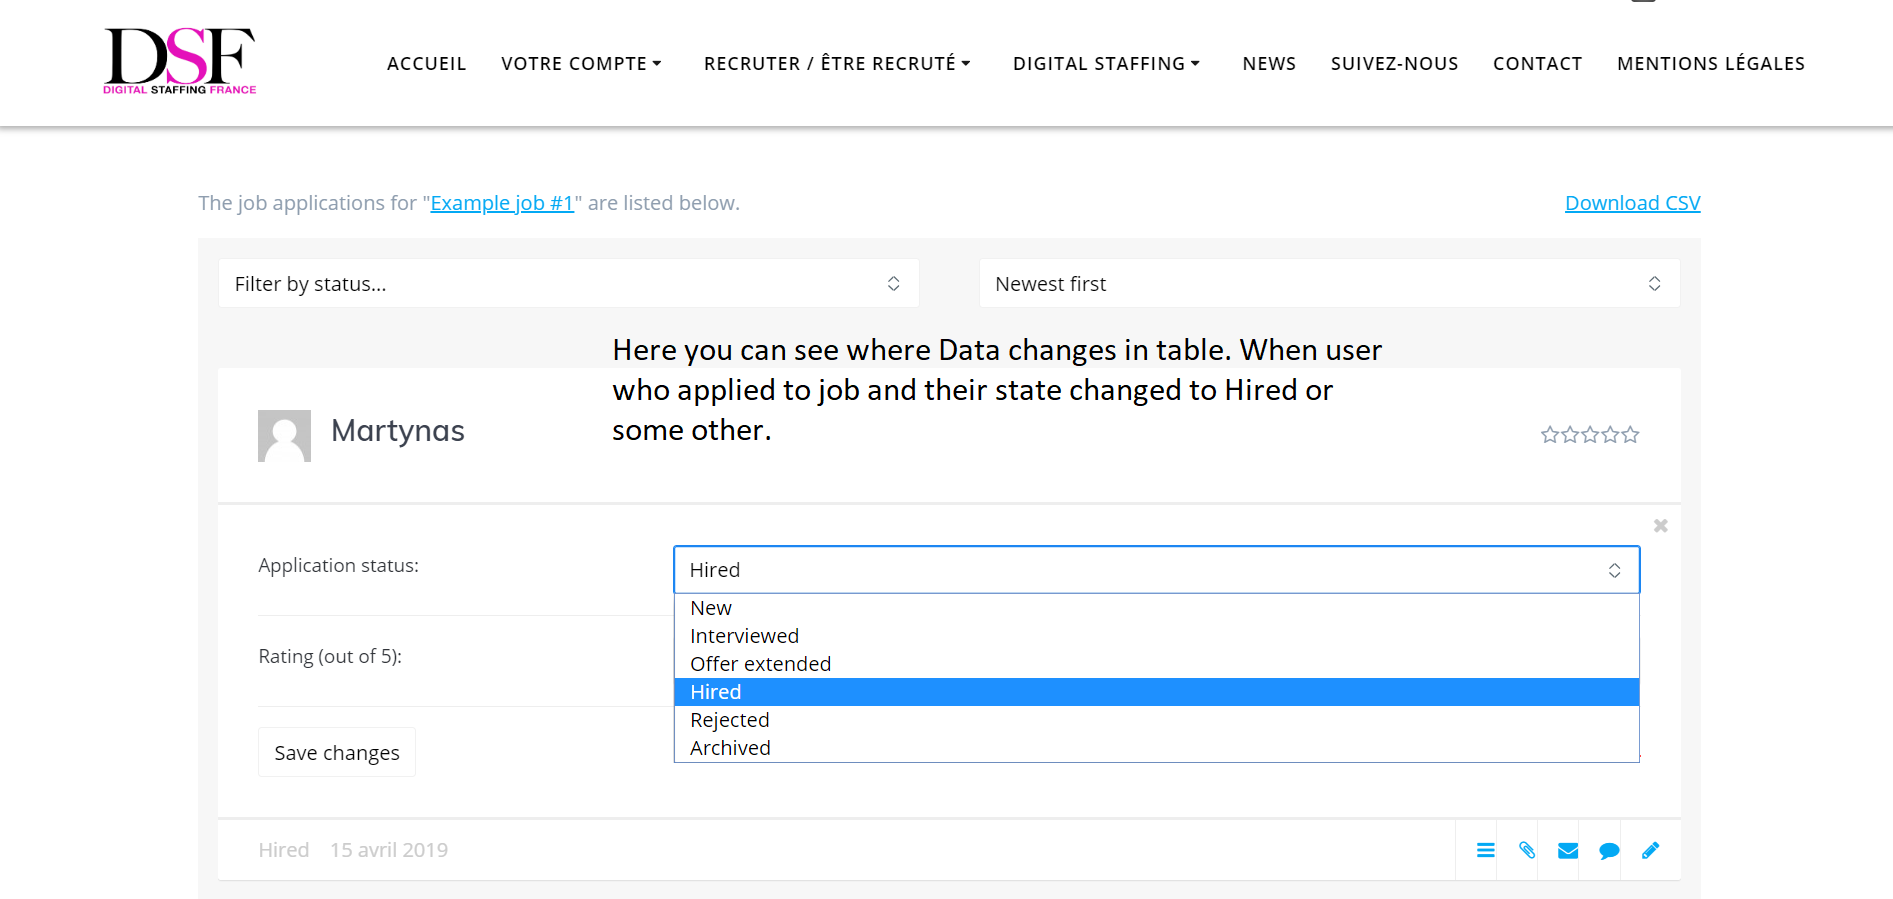 DSF
DIGITAL STAFFING FRANCE
ACCUEIL VOTRE COMPTE RECRUTER / ÊTRE RECRUTÉ DIGITAL STAFFING NEWS SUIVEZ-NOUS CONTACT MENTIONS LÉGALES
The job applications for "Example job #1" are listed below. Download CSV
Filter by status... Newest first
Here you can see where Data changes in table. When user
who applied to job and their state changed to Hired or
some other.
Martynas
Application status: Hired
New
Interviewed
Offer extended
Hired
Rejected
Archived
Rating (out of 5):
Save changes
Hired 15 avril 2019